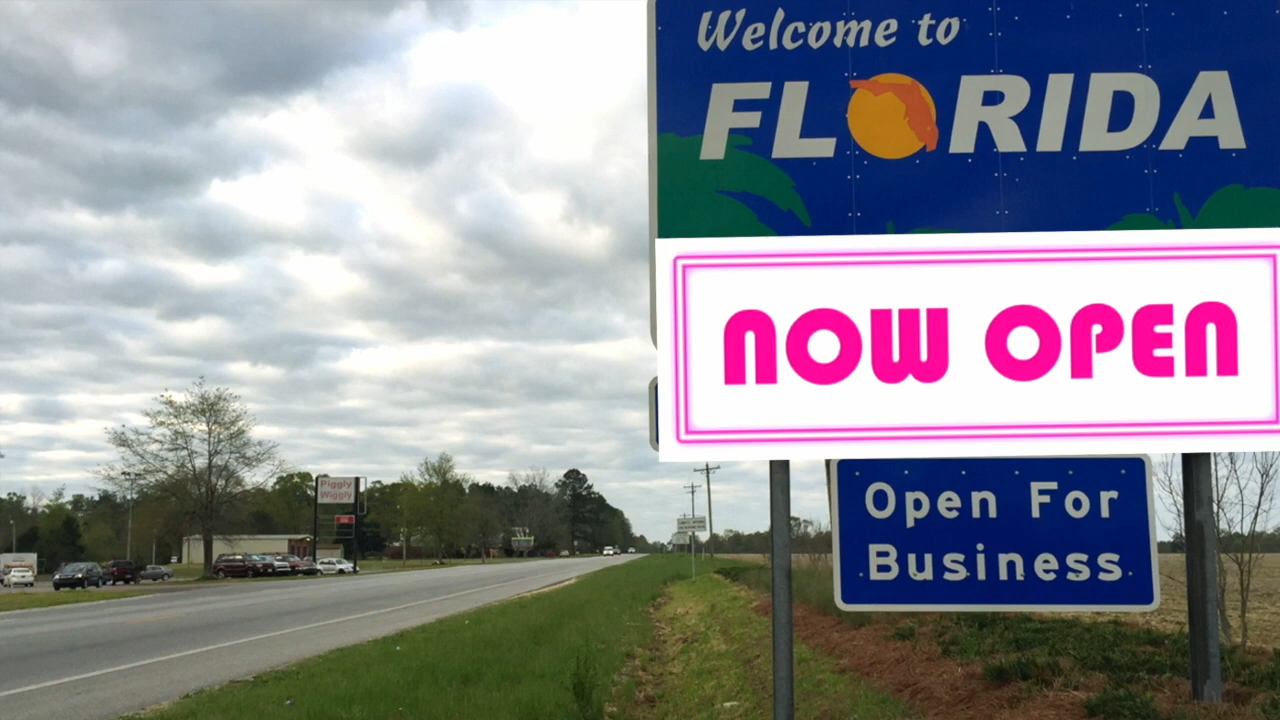 Welcome to
FLORIDA
NOW OPEN
Open For
Business
Piggly
Wiggly